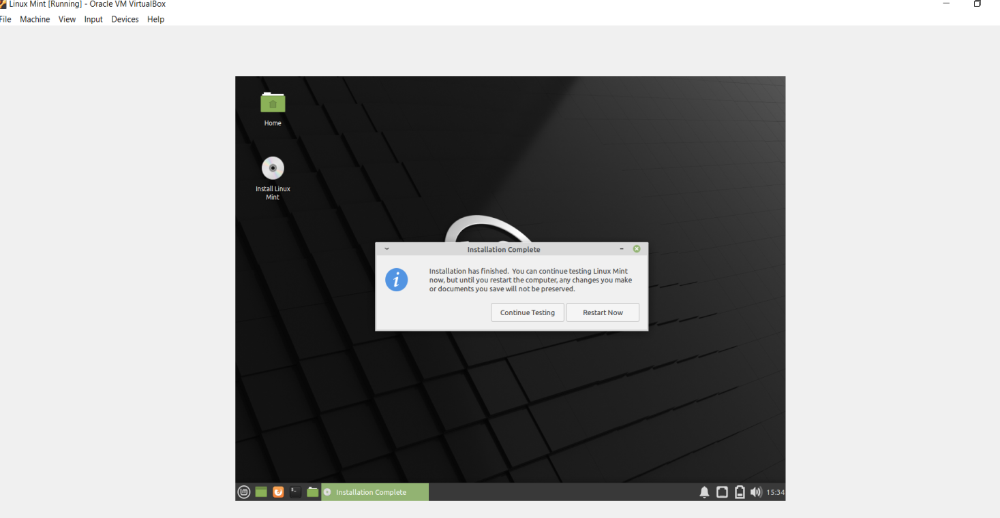 Linux Mint [Running] - Oracle VM VirtualBox
File Machine View Input Devices Help
Home
Install Linux
Mint
Installation Complete
Installation has finished. You can continue testing Linux Mint
now, but until you restart the computer, any changes you make
or documents you save will not be preserved.
Continue Testing Restart Now
Installation Complete 15:34